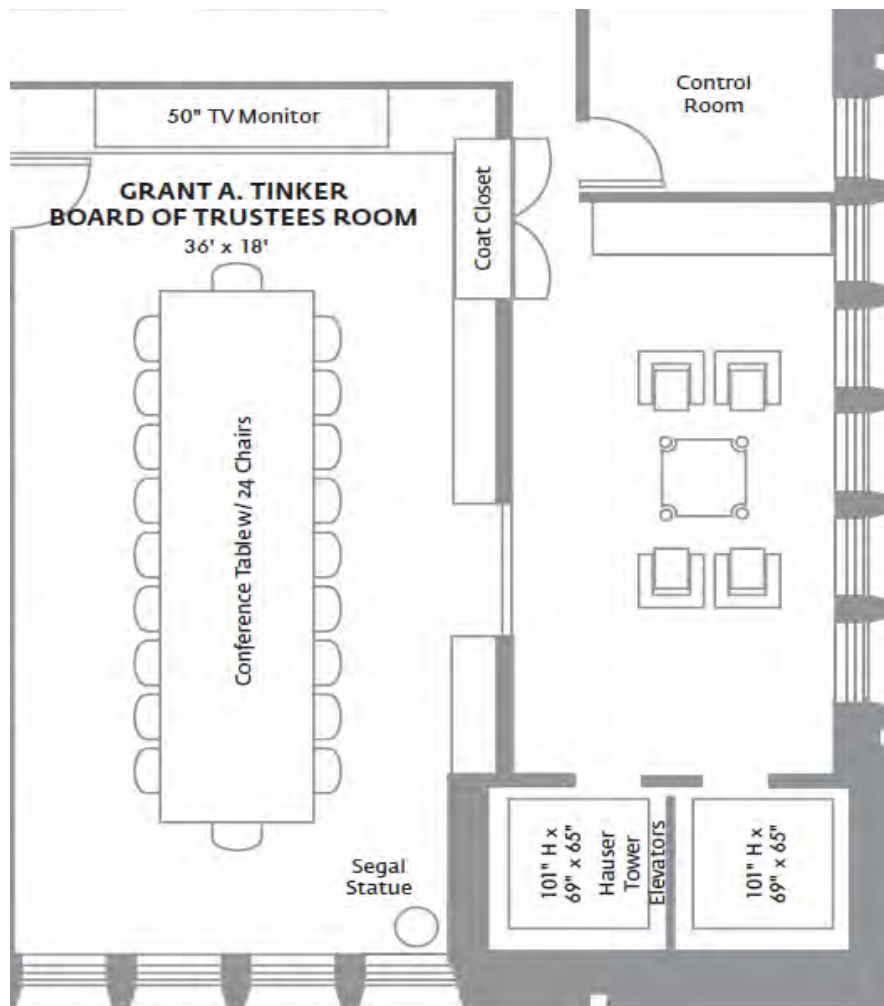 Control
Room
50" TV Monitor
GRANT A. TINKER
BOARD OF TRUSTEES ROOM
36' x 18'
Coat Closet
Conference Table w/ 24 Chairs
Segal
Statue
101" H x
69" x 65"
Hauser
Tower
Elevators
101" H x
69" x 65"